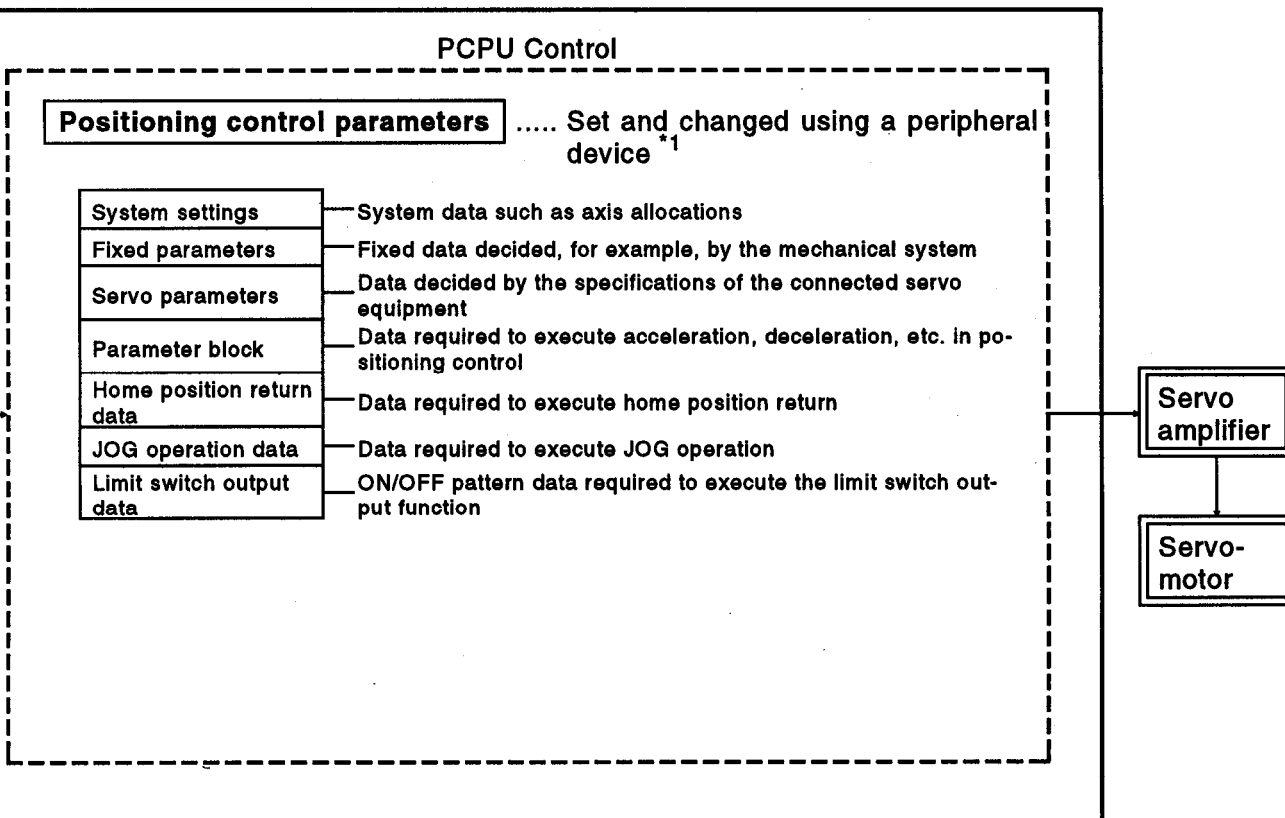 PCPU Control
Positioning control parameters ..... Set and changed using a peripheral
device *1
System settings
System data such as axis allocations
Fixed parameters
Fixed data decided, for example, by the mechanical system
Servo parameters
Data decided by the specifications of the connected servo
equipment
Parameter block
Data required to execute acceleration, deceleration, etc. in po-
sitioning control
Home position return
data
Data required to execute home position return
JOG operation data
Data required to execute JOG operation
Limit switch output
data
ON/OFF pattern data required to execute the limit switch out-
put function
Servo
amplifier
Servo-
motor